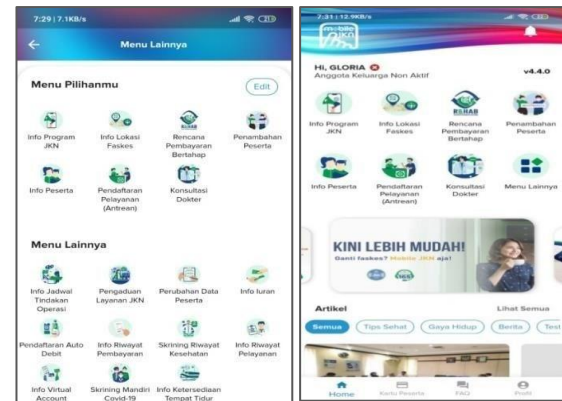 7:29 | 7.1KB/s
Menu Lainnya
Menu Pilihanmu
Edit
Info Program JKN
Info Lokasi Faskes
REHAB
Rencana Pembayaran Bertahap
Penambahan Peserta
Info Peserta
Pendaftaran Pelayanan (Antrean)
Konsultasi Dokter
Menu Lainnya
Info Jadwal Tindakan Operasi
Pengaduan Layanan JKN
Perubahan Data Peserta
Info Iuran
Pendaftaran Auto Debit
Info Riwayat Pembayaran
Skrining Riwayat Kesehatan
Info Riwayat Pelayanan
Info Virtual Account
Skrining Mandiri Covid-19
Info Ketersediaan Tempat Tidur
7:31 | 12.9KB/s
mobile JKN
Hi, GLORIA
Anggota Keluarga Non Aktif
v4.4.0
Info Program JKN
Info Lokasi Faskes
REHAB
Rencana Pembayaran Bertahap
Penambahan Peserta
Info Peserta
Pendaftaran Pelayanan (Antrean)
Konsultasi Dokter
Menu Lainnya
KINI LEBIH MUDAH!
Ganti faskes? Mobile JKN aja!
Artikel
Lihat Semua
Semua
Tips Sehat
Gaya Hidup
Berita
Test
Home
Kartu Peserta
FAQ
Profil